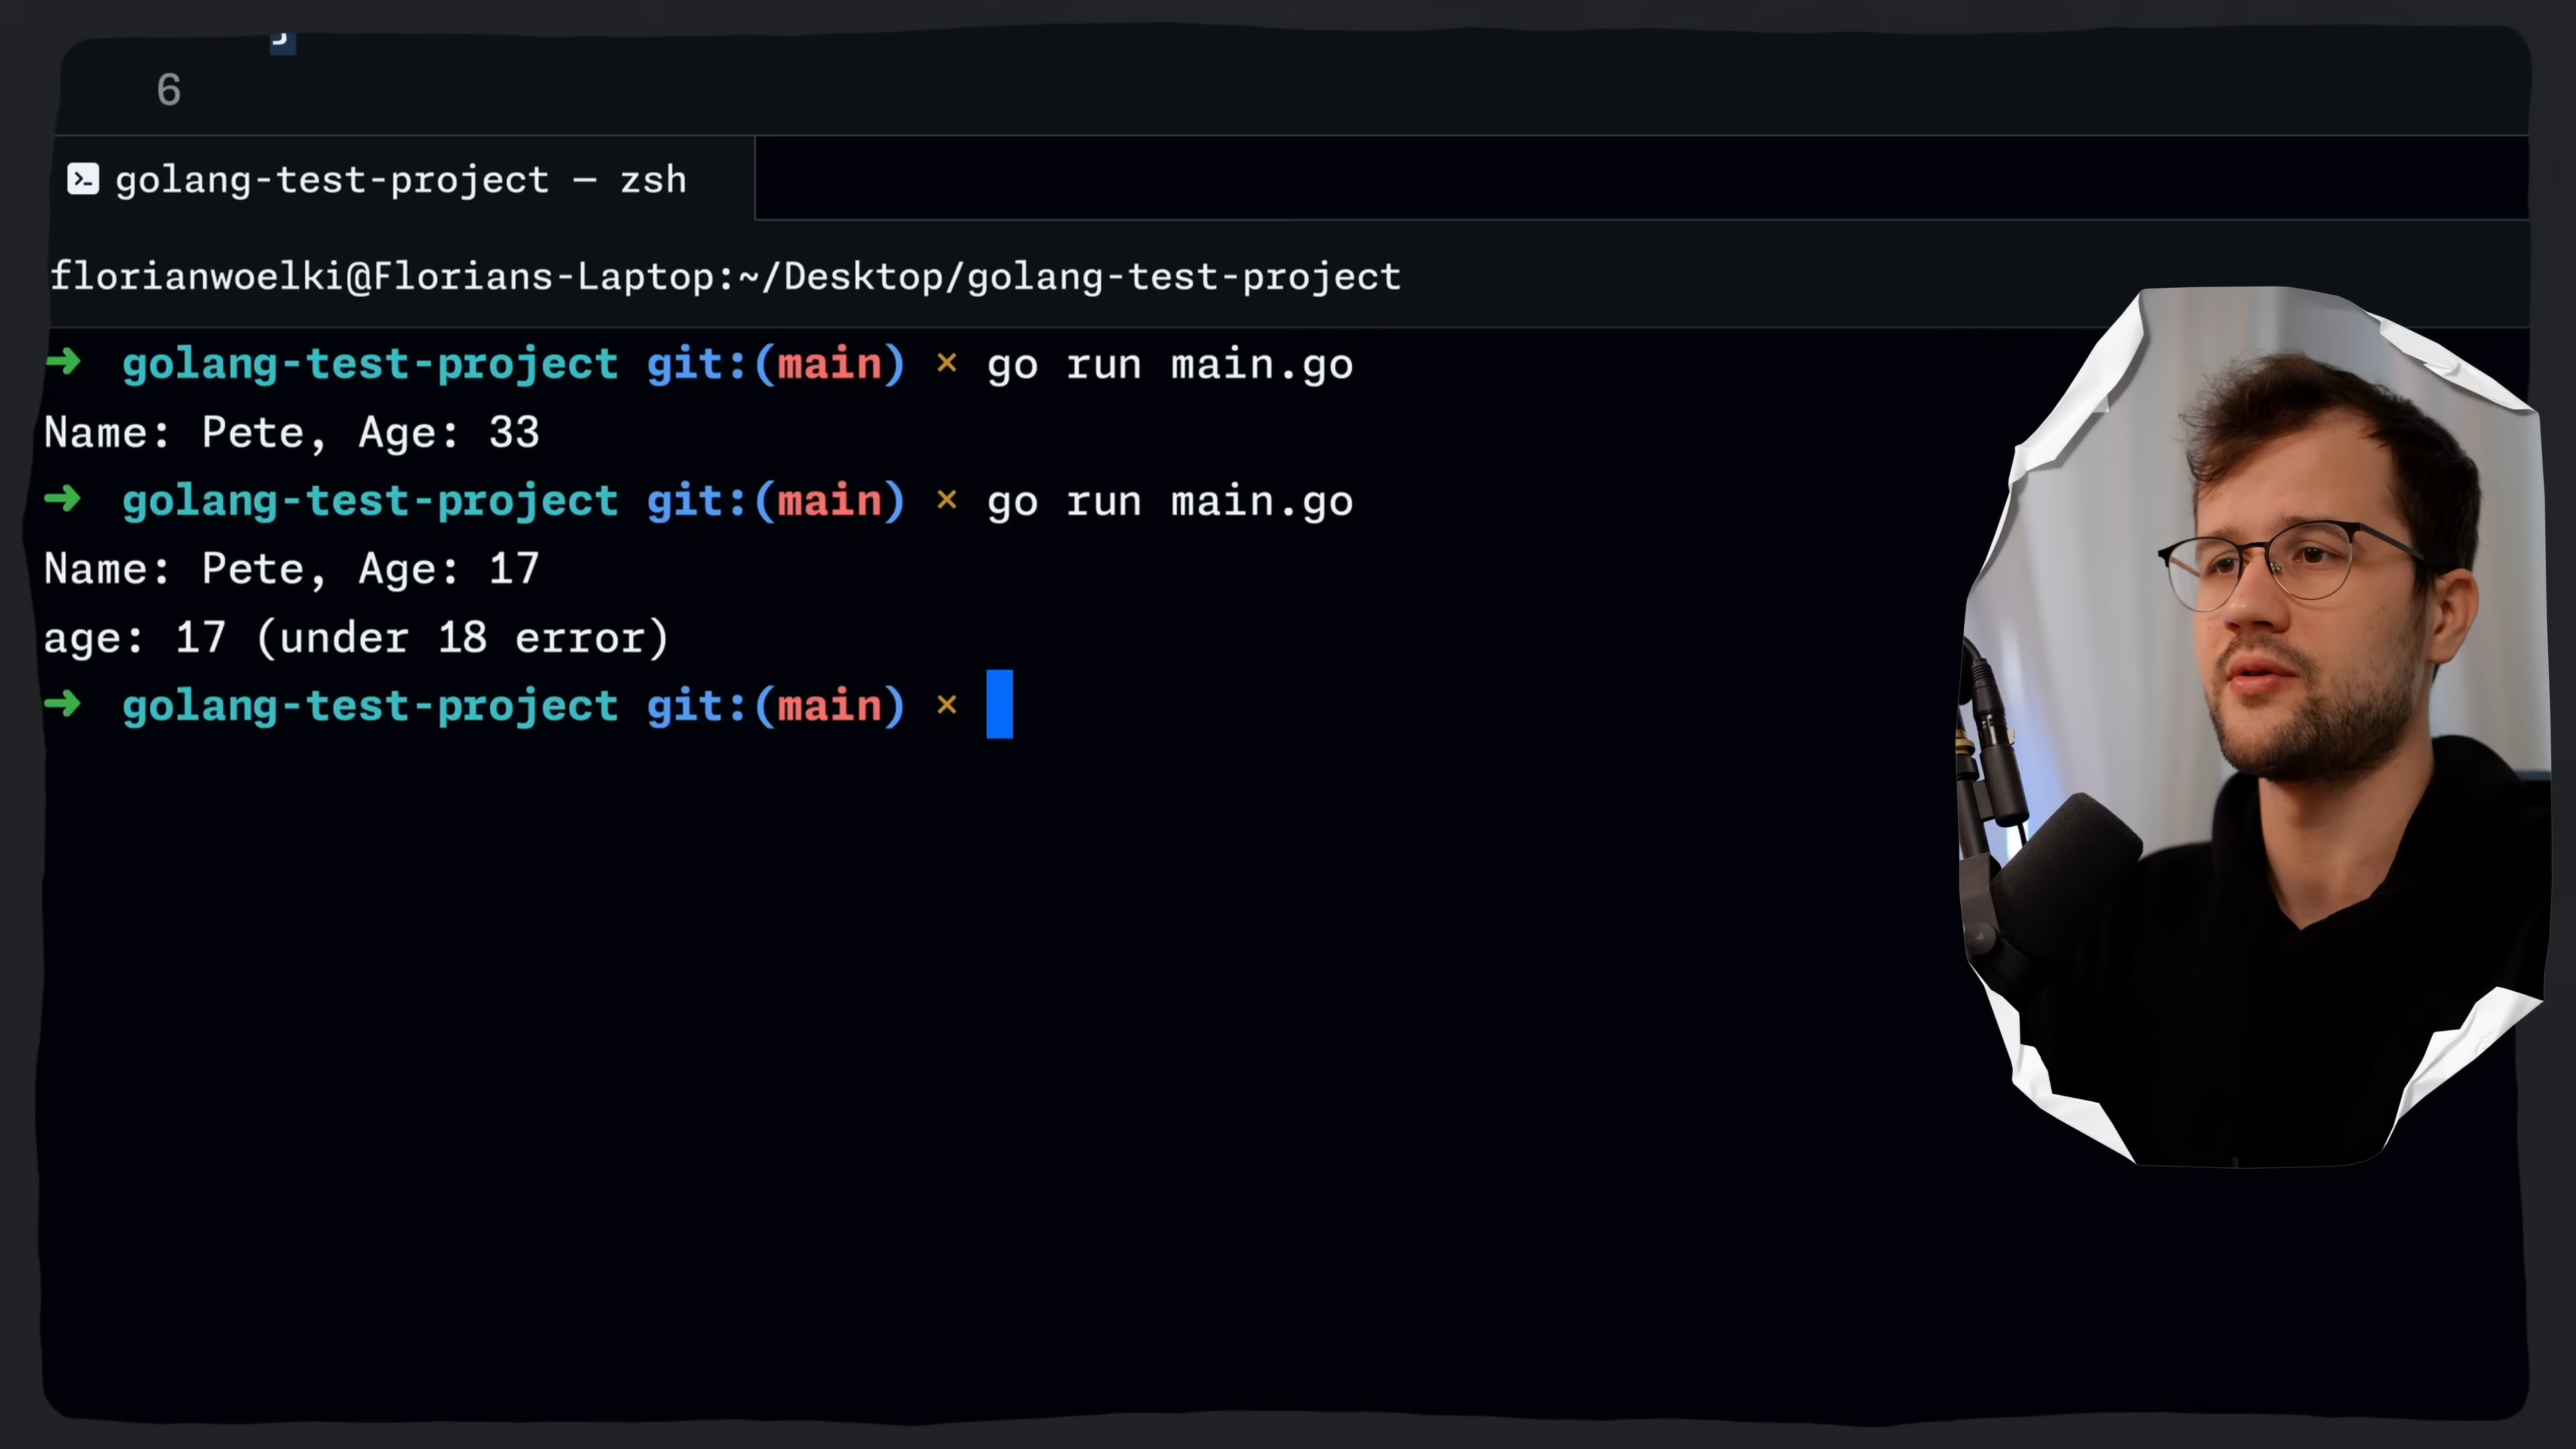 6
golang-test-project — zsh
florianwoelki@Florians-Laptop:~/Desktop/golang-test-project
➜ golang-test-project git:(main) × go run main.go
Name: Pete, Age: 33
➜ golang-test-project git:(main) × go run main.go
Name: Pete, Age: 17
age: 17 (under 18 error)
➜ golang-test-project git:(main) ×